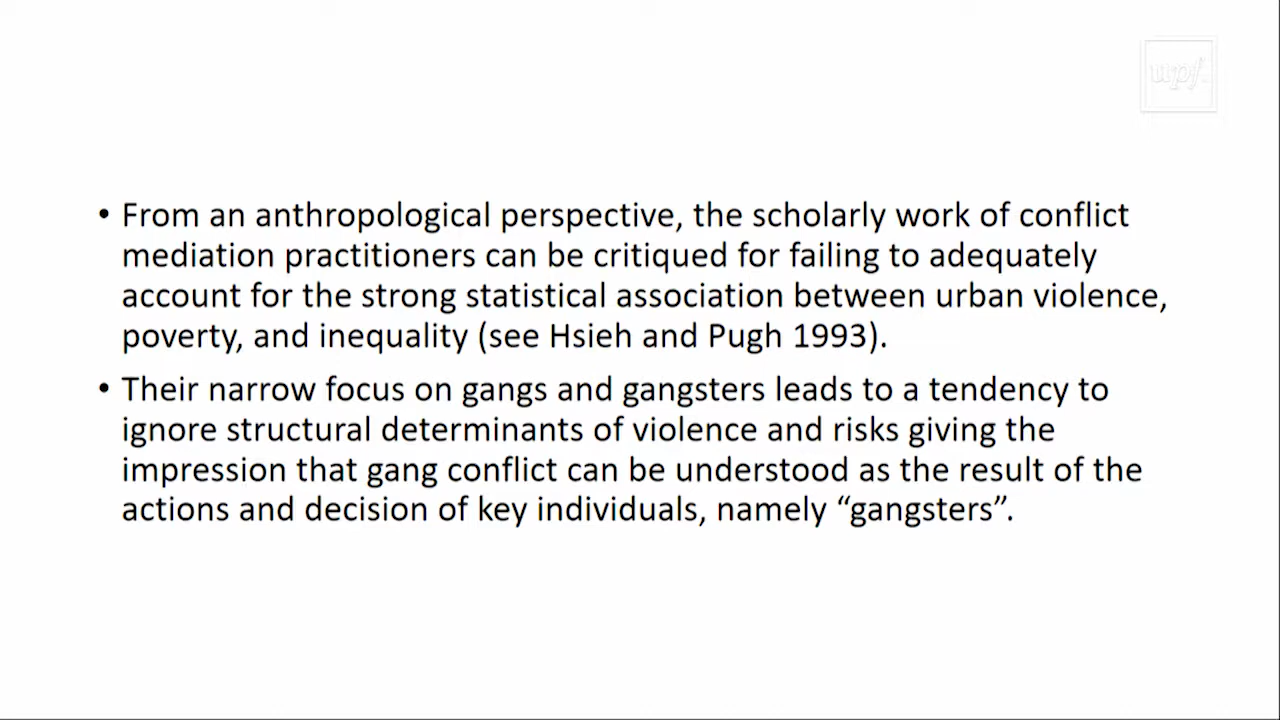 upf.
• From an anthropological perspective, the scholarly work of conflict
mediation practitioners can be critiqued for failing to adequately
account for the strong statistical association between urban violence,
poverty, and inequality (see Hsieh and Pugh 1993).
• Their narrow focus on gangs and gangsters leads to a tendency to
ignore structural determinants of violence and risks giving the
impression that gang conflict can be understood as the result of the
actions and decision of key individuals, namely “gangsters”.